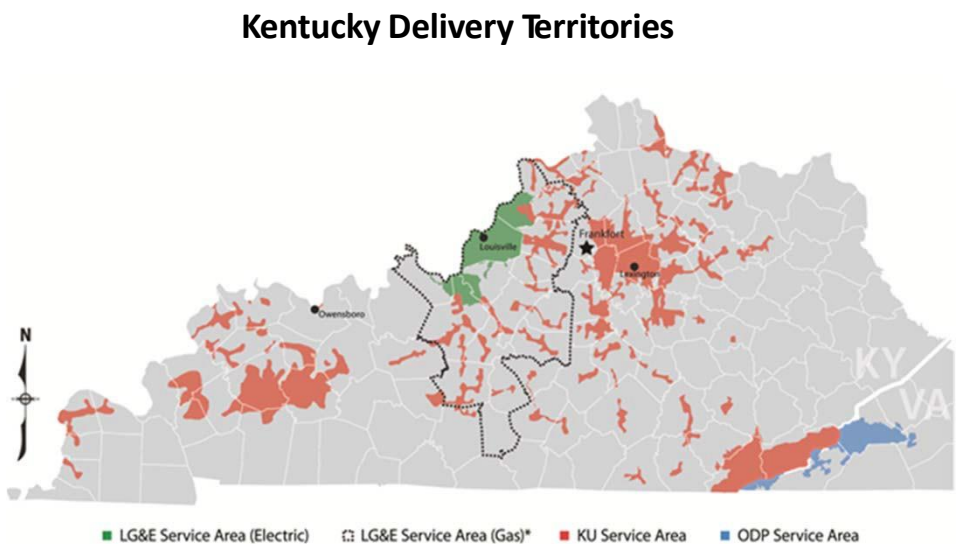 Kentucky Delivery Territories
Frankfort
Louisville
Lexington
Owensboro
N
KY
VA
LG&E Service Area (Electric)
LG&E Service Area (Gas)*
KU Service Area
ODP Service Area